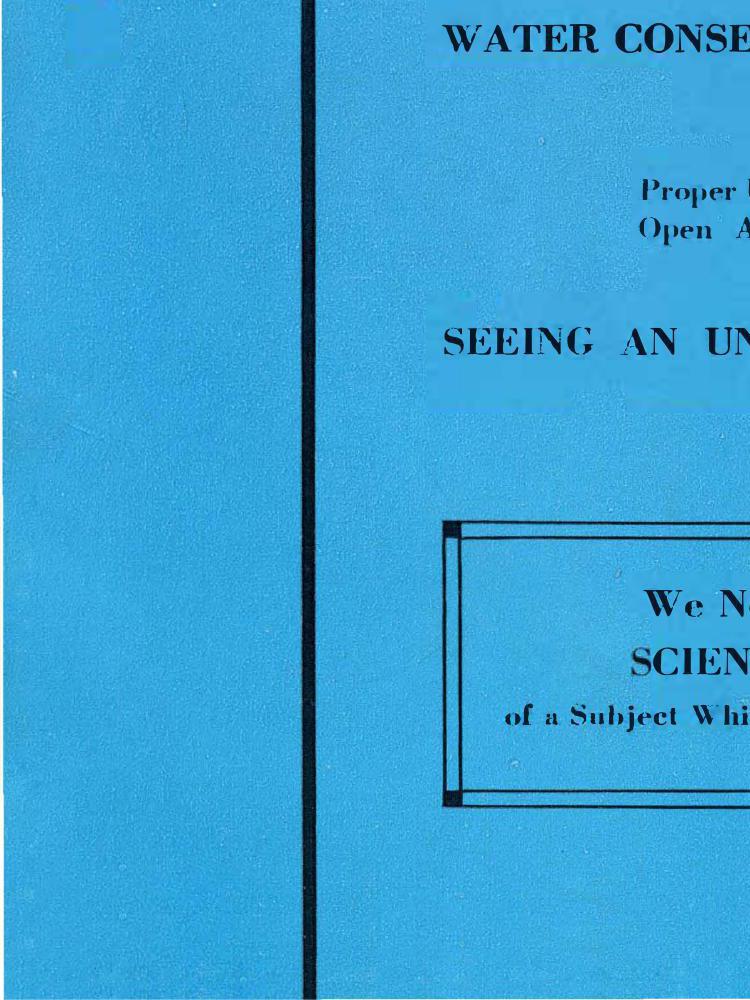 WATER CONSE
Proper
Open A
SEEING AN UN
We N
SCIEN
of a Subject Whi